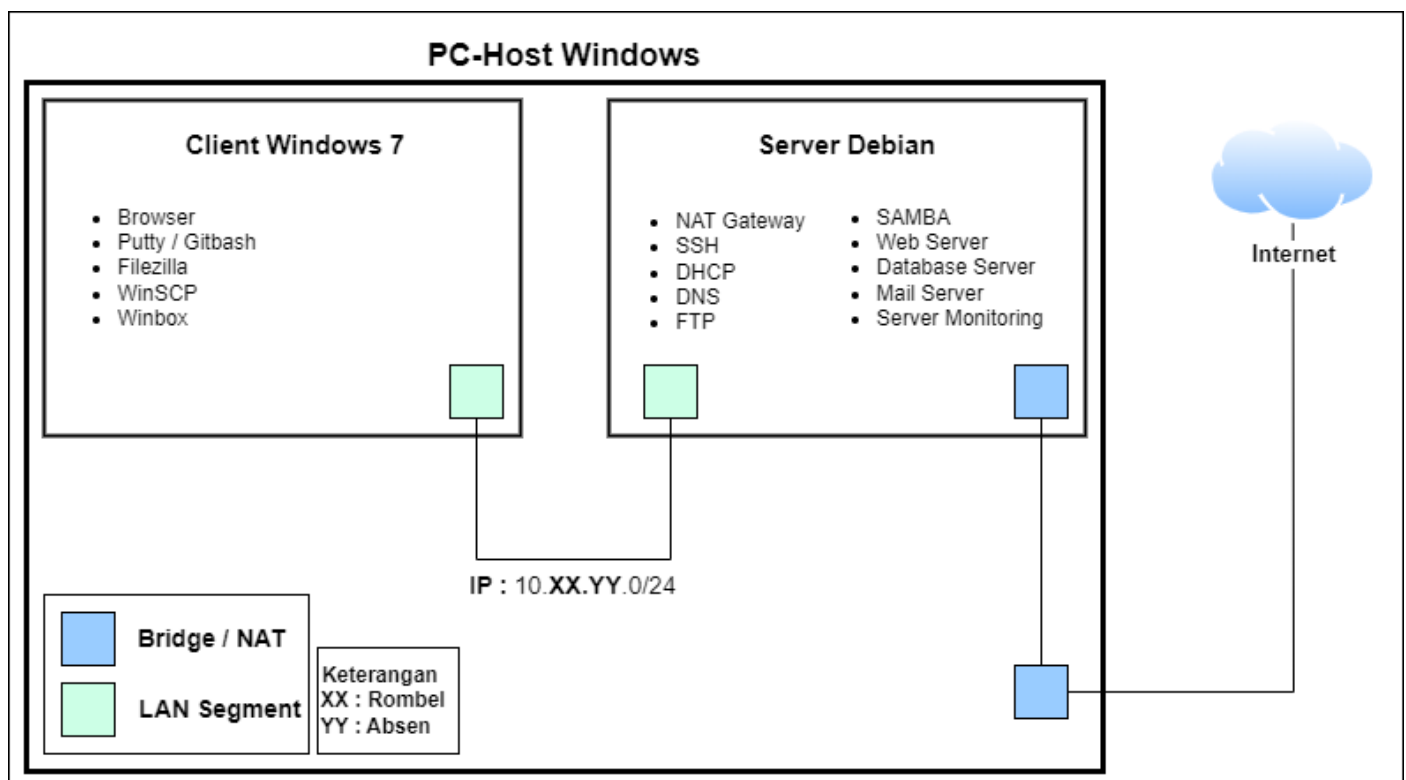 PC-Host Windows
Client Windows 7
Browser
Putty / Gitbash
Filezilla
WinSCP
Winbox
Server Debian
NAT Gateway
SSH
DHCP
DNS
FTP
SAMBA
Web Server
Database Server
Mail Server
Server Monitoring
Internet
IP : 10.XX.YY.0/24
Bridge / NAT
LAN Segment
Keterangan
XX : Rombel
YY : Absen